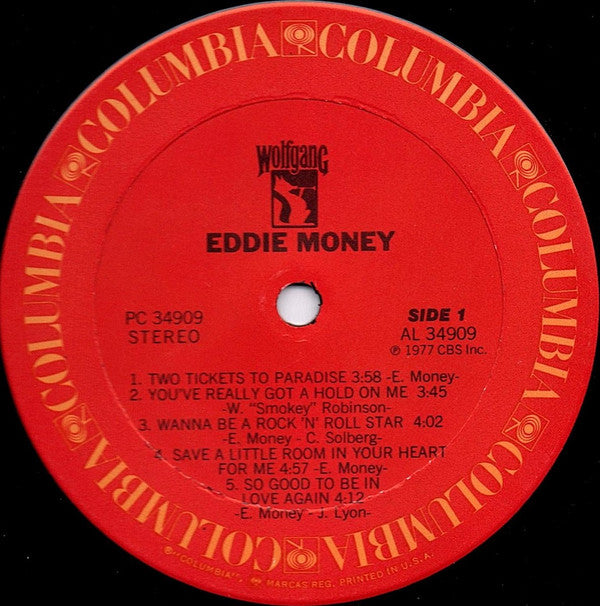 COLUMBIA COLUMBIA COLUMBIA COLUMBIA COLUMBIA COLUMBIA COLUMBIA COLUMBIA
Wolfgang
EDDIE MONEY
PC 34909
STEREO
SIDE 1
AL 34909
℗ 1977 CBS Inc.
1. TWO TICKETS TO PARADISE 3:58 -E. Money-
2. YOU'VE REALLY GOT A HOLD ON ME 3:45
-W. "Smokey" Robinson-
3. WANNA BE A ROCK 'N' ROLL STAR 4:02
-E. Money - C. Solberg-
4. SAVE A LITTLE ROOM IN YOUR HEART
FOR ME 4:57 -E. Money-
5. SO GOOD TO BE IN
LOVE AGAIN 4:12
-E. Money - J. Lyon-
®"COLUMBIA", MARCAS REG. PRINTED IN U.S.A.